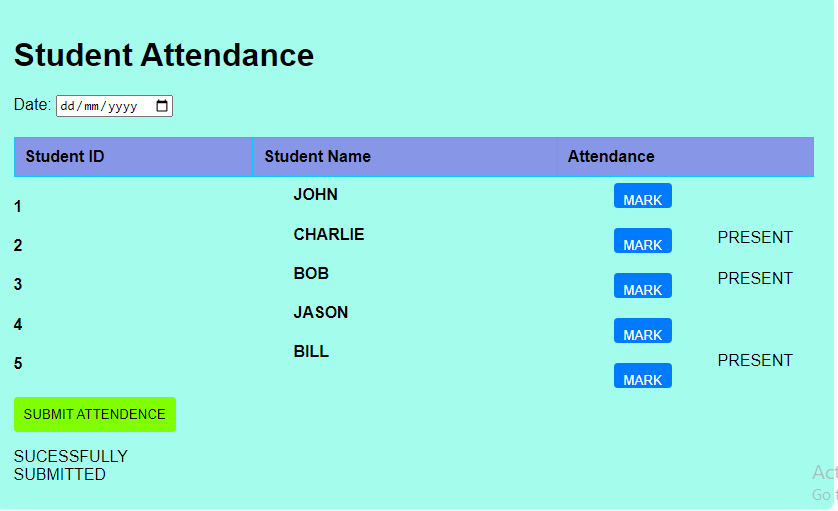 Student Attendance
Date: dd/mm/yyyy
Student ID Student Name Attendance
1 JOHN MARK
2 CHARLIE MARK PRESENT
3 BOB MARK PRESENT
4 JASON MARK
5 BILL MARK PRESENT
SUBMIT ATTENDENCE
SUCESSFULLY
SUBMITTED
Go